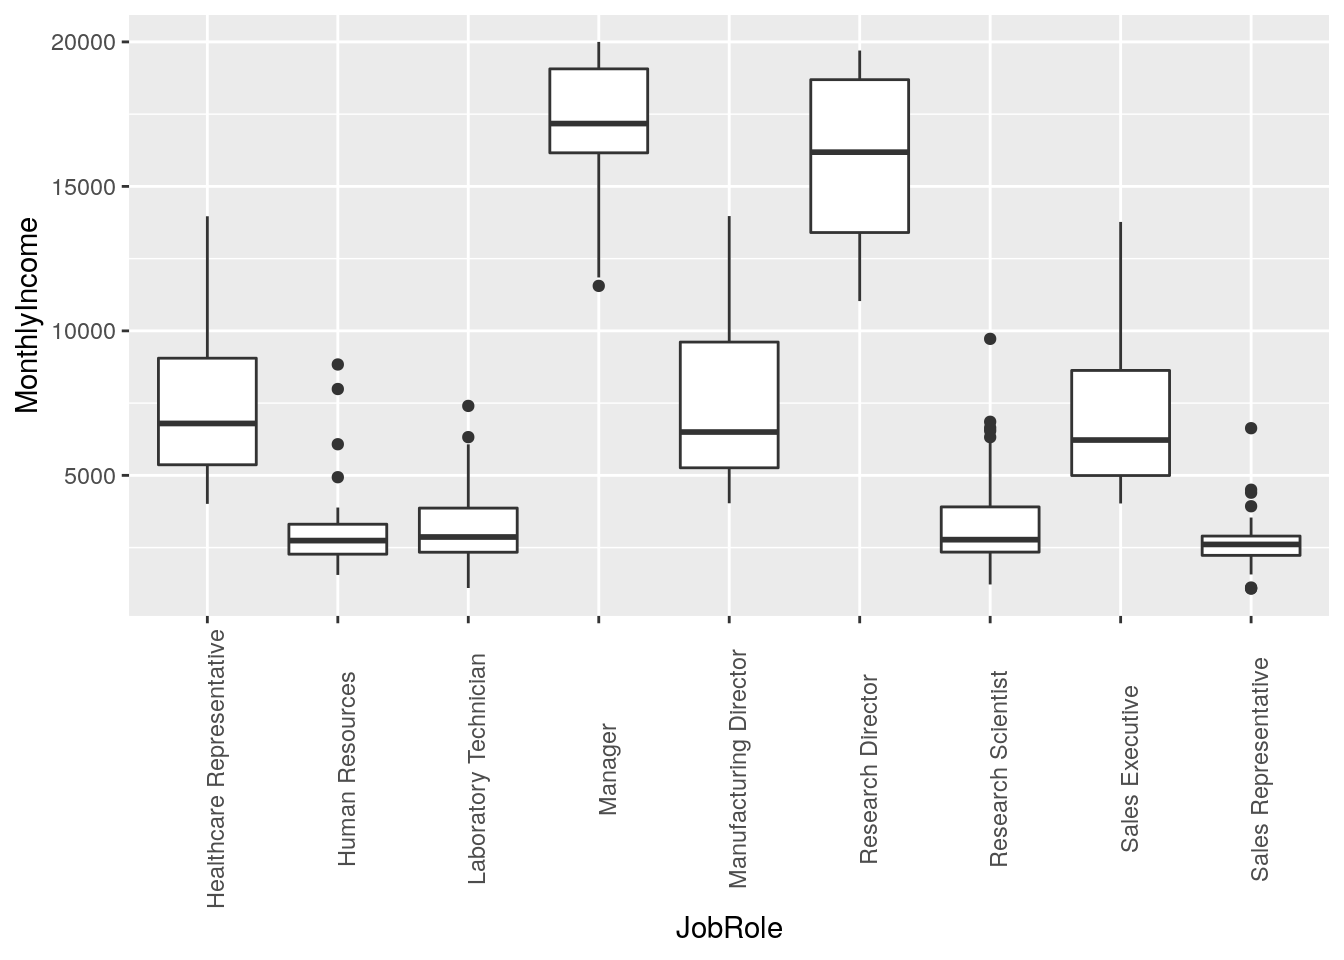 MonthlyIncome
20000
15000
10000
5000
Healthcare Representative
Human Resources
Laboratory Technician
Manager
Manufacturing Director
Research Director
Research Scientist
Sales Executive
Sales Representative
JobRole